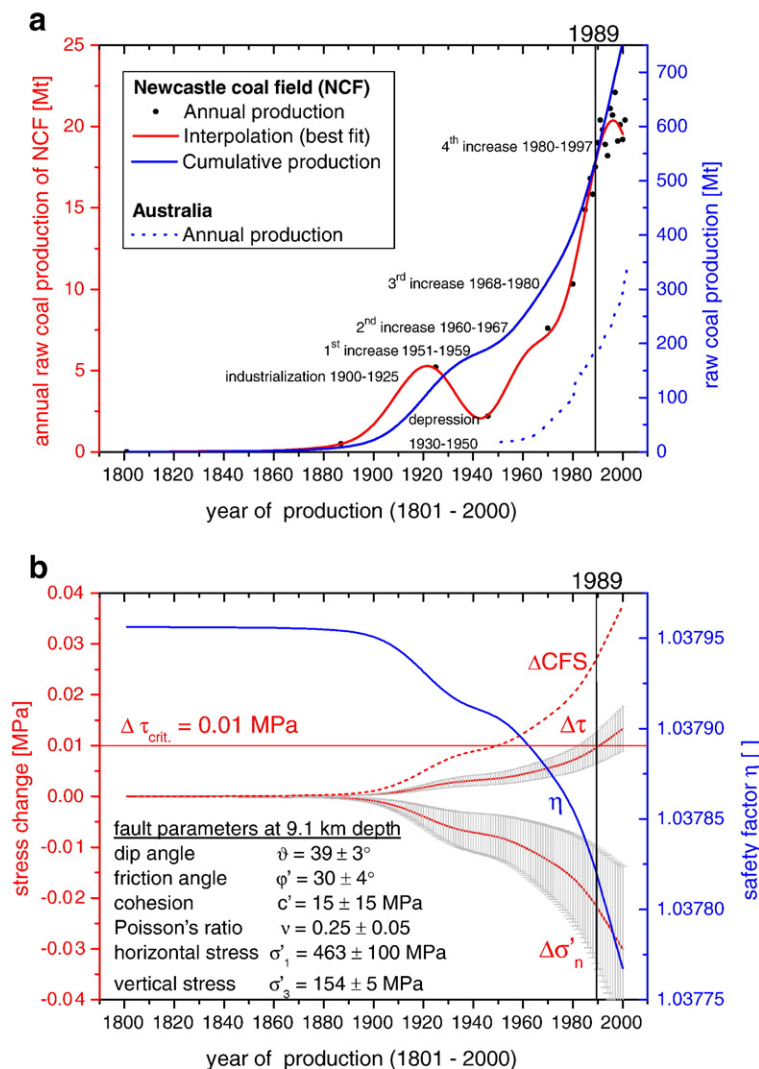 a
1989
annual raw coal production of NCF [Mt]
25
20
15
10
5
0
Newcastle coal field (NCF)
Annual production
Interpolation (best fit)
Cumulative production
Australia
Annual production
4th increase 1980-1997
3rd increase 1968-1980
2nd increase 1960-1967
1st increase 1951-1959
industrialization 1900-1925
depression
1930-1950
700
600
500
400
300
200
100
0
raw coal production [Mt]
1800 1820 1840 1860 1880 1900 1920 1940 1960 1980 2000
year of production (1801 - 2000)
b
1989
stress change [MPa]
0.04
0.03
0.02
0.01
0.00
-0.01
-0.02
-0.03
-0.04
ΔCFS
Δ τcrit. = 0.01 MPa
Δτ
η
Δσ'n
fault parameters at 9.1 km depth
dip angle ϑ = 39 ± 3°
friction angle φ' = 30 ± 4°
cohesion c' = 15 ± 15 MPa
Poisson's ratio ν = 0.25 ± 0.05
horizontal stress σ'1 = 463 ± 100 MPa
vertical stress σ'3 = 154 ± 5 MPa
1.03795
1.03790
1.03785
1.03780
1.03775
safety factor η [ ]
1800 1820 1840 1860 1880 1900 1920 1940 1960 1980 2000
year of production (1801 - 2000)